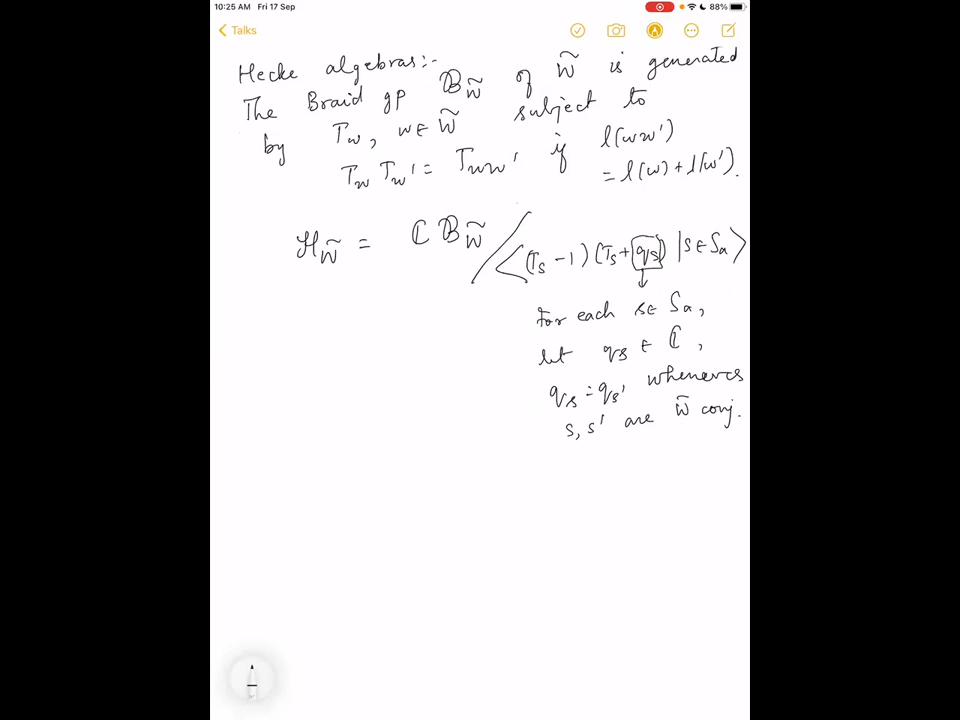 10:25 AM Fri 17 Sep
88%
Talks
Hecke algebras:-
The Braid gp 𝔹_W̃ of W̃ is generated
by T_w, w ∈ W̃ subject to
T_w T_w' = T_ww' if l(ww')
= l(w) + l(w').
ℋ_W̃ = ℂ 𝔹_W̃ / <(T_s - 1)(T_s + q_s) | s ∈ S_a>
↓
For each s ∈ S_a,
let q_s ∈ ℂ,
q_s = q_s' whenever
s, s' are W̃ conj.